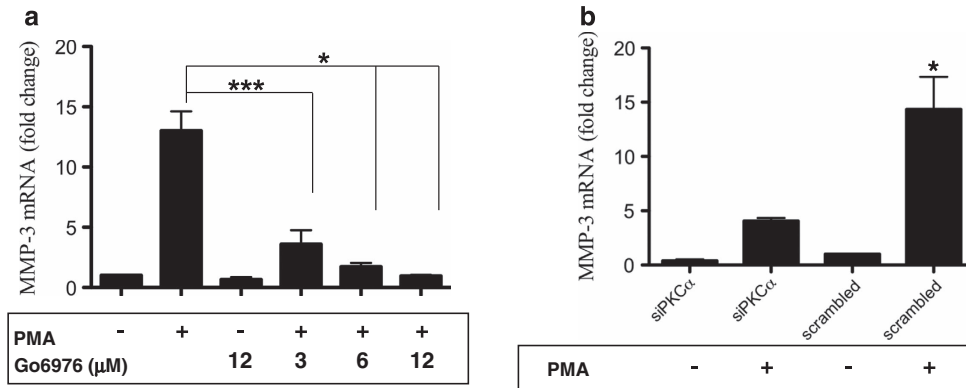 a
MMP-3 mRNA (fold change)
20
15
10
5
0
*
***
PMA - + - + + +
Go6976 (μM) 12 3 6 12
b
MMP-3 mRNA (fold change)
20
15
10
5
0
*
siPKCα siPKCα scrambled scrambled
PMA - + - +